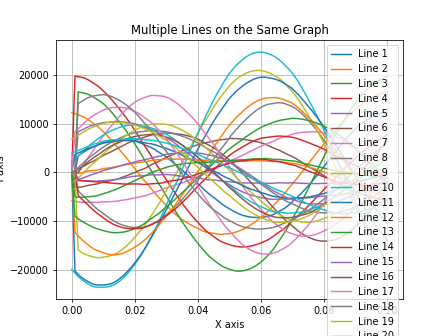 Multiple Lines on the Same Graph
20000
10000
0
−10000
−20000
0.00
0.02
0.04
0.06
X axis
Line 1
Line 2
Line 3
Line 4
Line 5
Line 6
Line 7
Line 8
Line 9
Line 10
Line 11
Line 12
Line 13
Line 14
Line 15
Line 16
Line 17
Line 18
Line 19